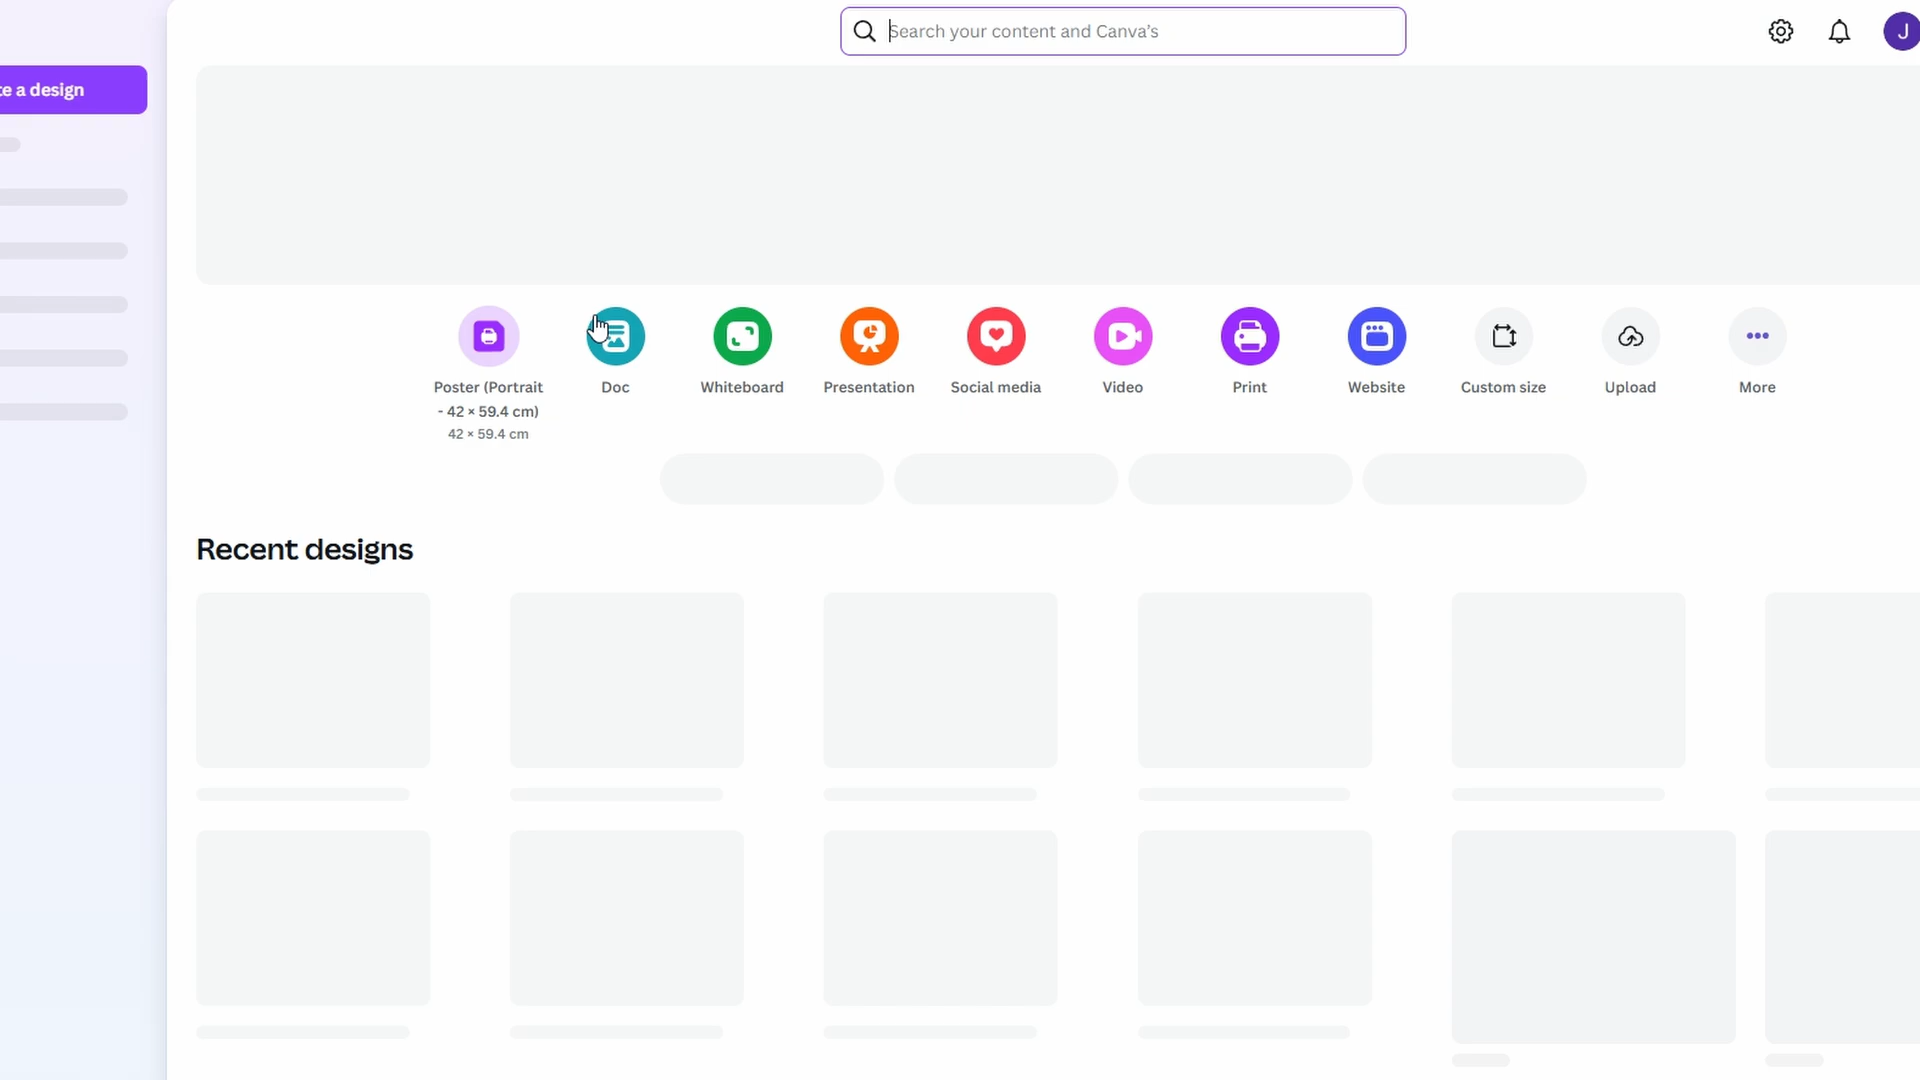 Search your content and Canva's
J
te a design
Poster (Portrait
- 42 × 59.4 cm)
42 × 59.4 cm
Doc
Whiteboard
Presentation
Social media
Video
Print
Website
Custom size
Upload
More
Recent designs